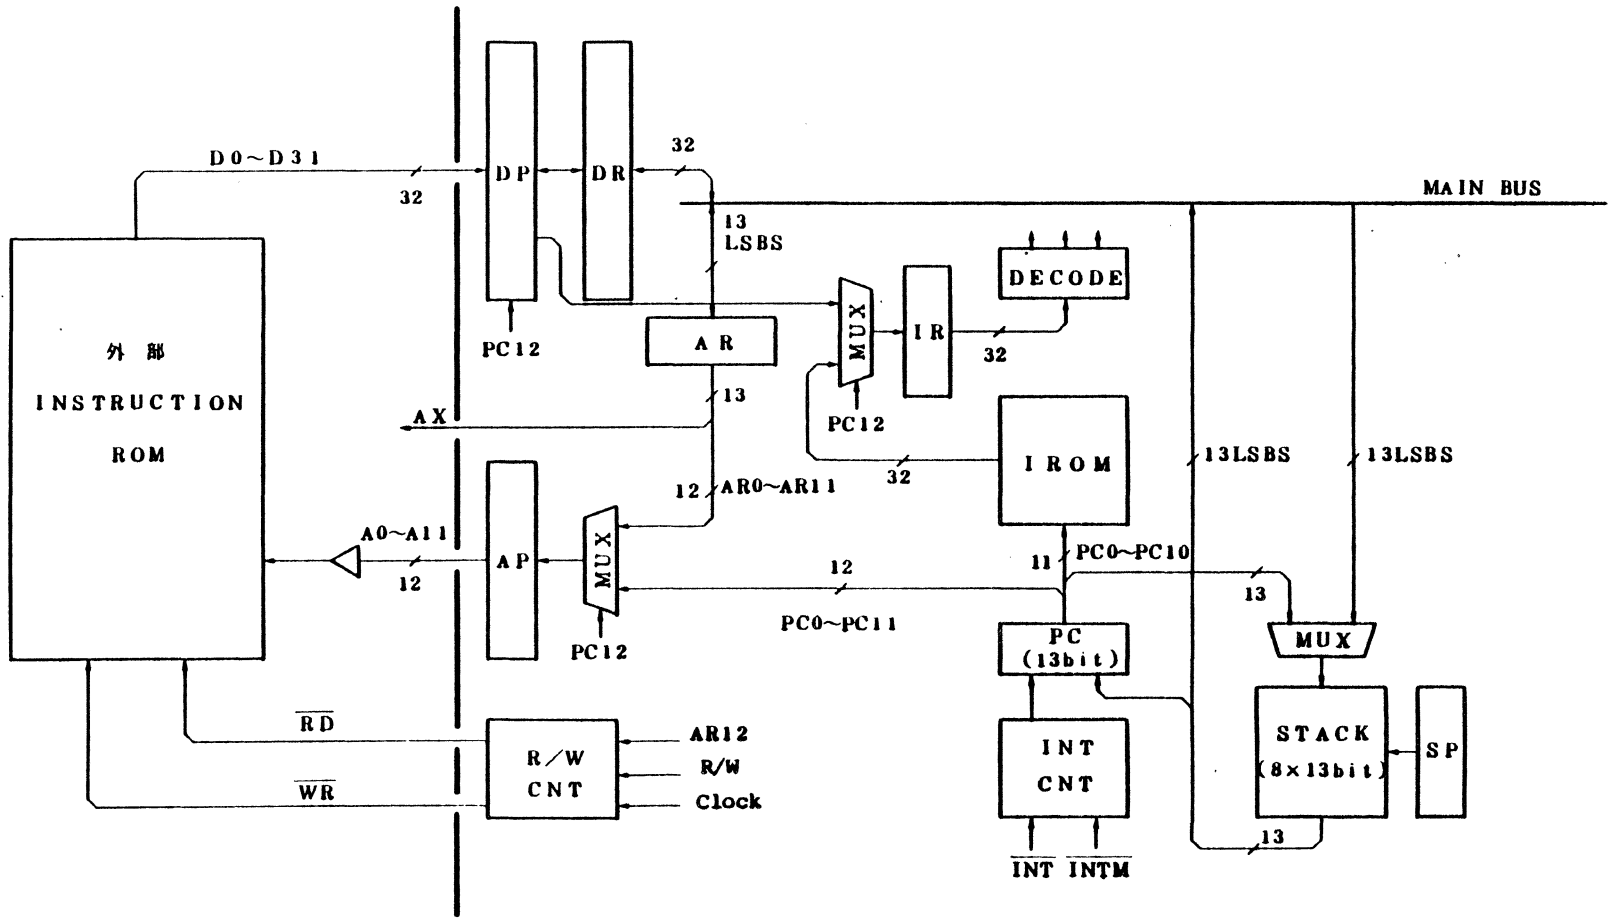 D0~D31
32
DP
DR
32
MAIN BUS
13
LSBS
PC12
AR
MUX
PC12
IR
32
DECODE
外部
INSTRUCTION
ROM
AX
13
12
AR0~AR11
32
IROM
13LSBS
13LSBS
A0~A11
12
AP
MUX
PC12
12
PC0~PC11
11
PC0~PC10
13
PC
(13bit)
MUX
RD
WR
R/W
CNT
AR12
R/W
Clock
INT
CNT
INT
INTM
STACK
(8×13bit)
SP
13